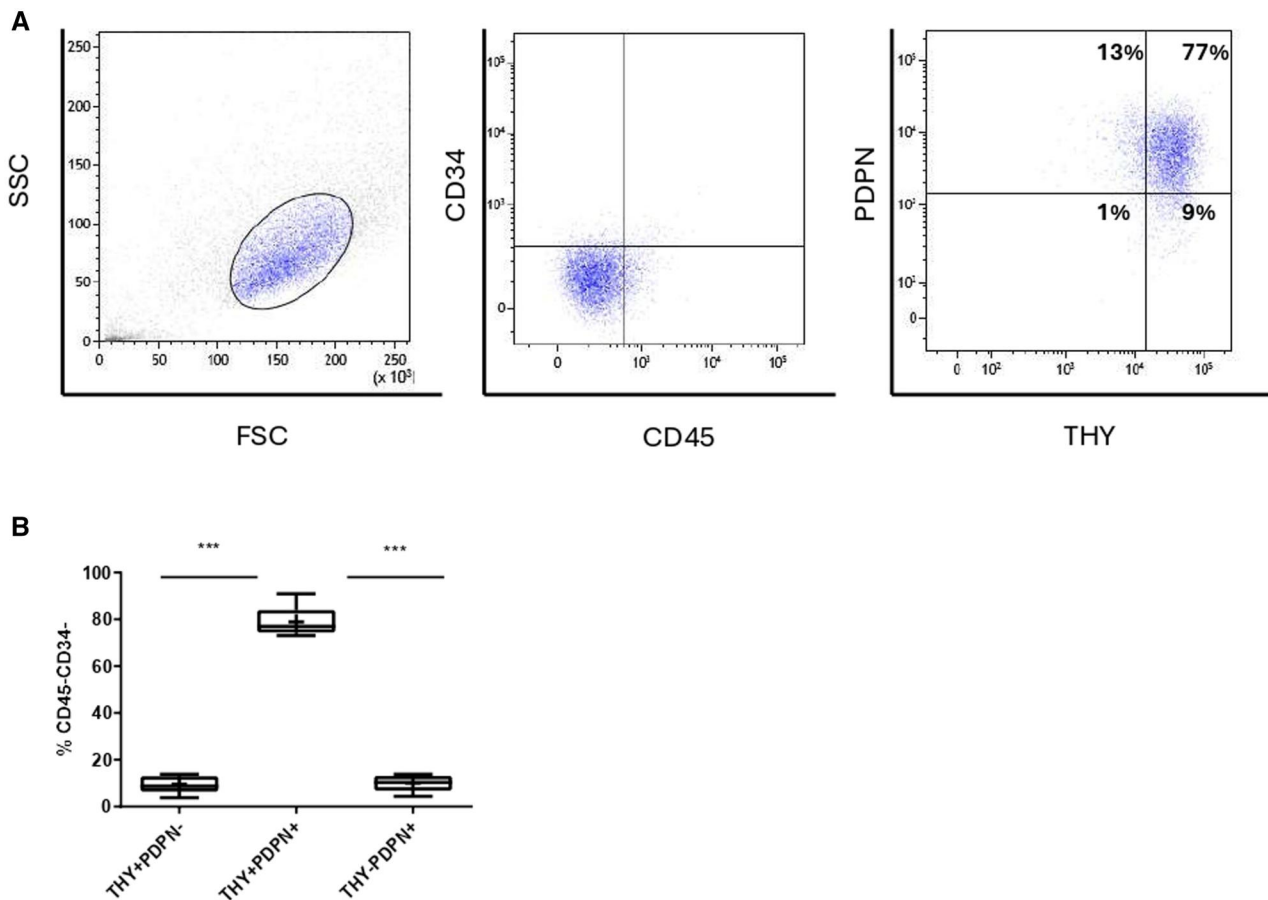 A
SSC
250
200
150
100
50
0
0 50 100 150 200 250
(x 10³)
FSC
CD34
10⁵
10⁴
10³
0
0 10³ 10⁴ 10⁵
CD45
PDPN
13% 77%
1% 9%
10⁵
10⁴
10²
10¹
0
0 10² 10³ 10⁴ 10⁵
THY
B
*** ***
% CD45-CD34-
100
80
60
40
20
0
THY+PDPN-
THY+PDPN+
THY-PDPN+